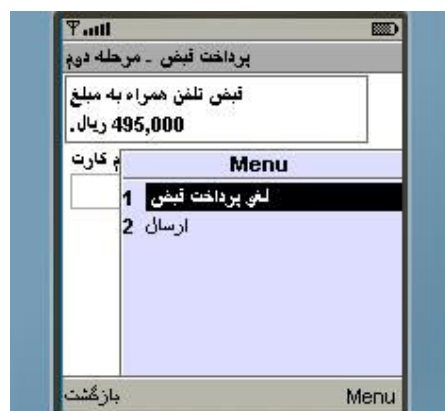 پرداخت قبض - مرحله دوم
قبض تلفن همراه به مبلغ
495,000 ریال.
کارت
Menu
1 لغو پرداخت قبض
2 ارسال
بازگشت
Menu